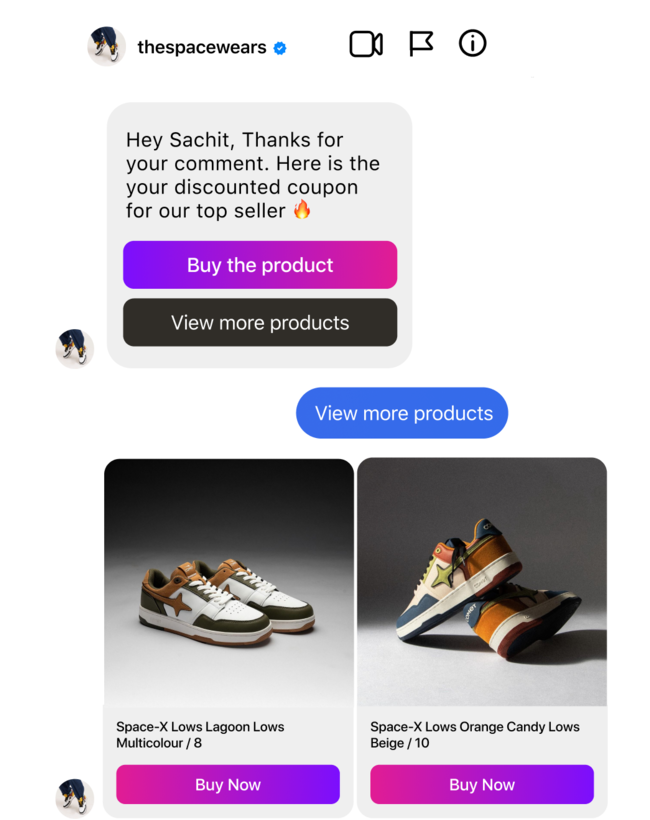 thespacewears
Hey Sachit, Thanks for
your comment. Here is the
your discounted coupon
for our top seller 🔥
Buy the product
View more products
View more products
Space-X Lows Lagoon Lows
Multicolour / 8
Buy Now
Space-X Lows Orange Candy Lows
Beige / 10
Buy Now